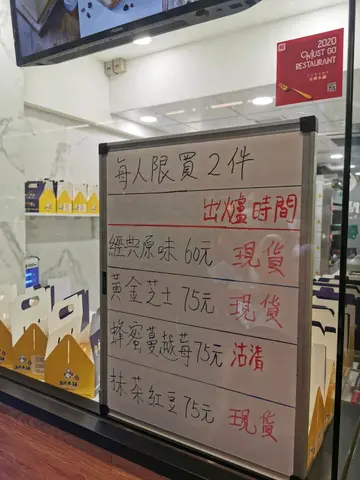 2020
MUST GO
RESTAURANT
每人限買2件
出爐時間
經典原味60元 現貨
黃金芝士75元 現貨
蜂蜜蔓越莓75元 沽清
抹茶紅豆75元 現貨